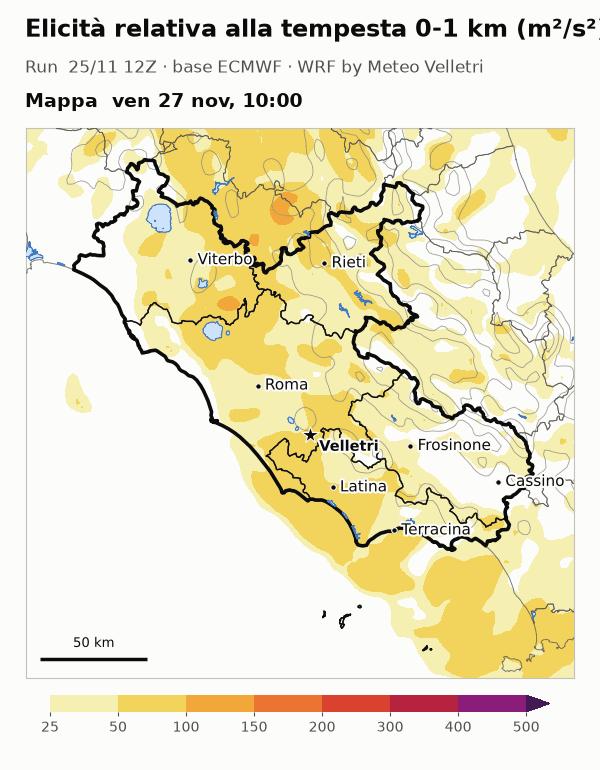 Elicità relativa alla tempesta 0-1 km (m²/s²)
Run 25/11 12Z · base ECMWF · WRF by Meteo Velletri
Mappa ven 27 nov, 10:00
Viterbo
Rieti
Roma
Velletri
Frosinone
Cassino
Latina
Terracina
50 km
25 50 100 150 200 300 400 500